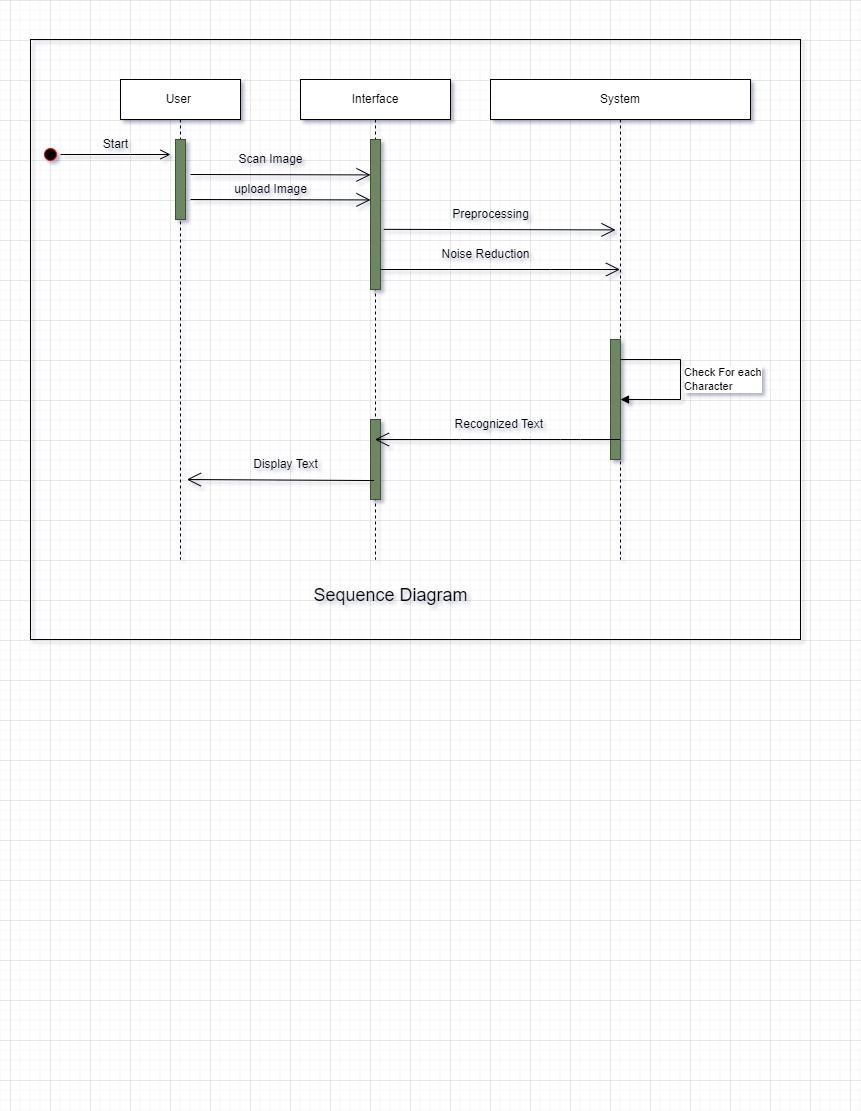 User
Interface
System
Start
Scan Image
upload Image
Preprocessing
Noise Reduction
Check For each
Character
Recognized Text
Display Text
Sequence Diagram